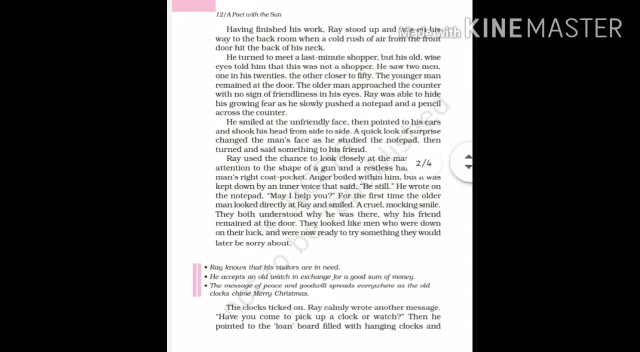 12/A Pact with the Sun
Having finished his work, Ray stood up and was on his
way to the back room when a cold rush of air from the front
door hit the back of his neck.
He turned to meet a last-minute shopper, but his old, wise
eyes told him that this was not a shopper. He saw two men,
one in his twenties, the other closer to fifty. The younger man
remained at the door. The older man approached the counter
with no sign of friendliness in his eyes. Ray was able to hide
his growing fear as he slowly pushed a notepad and a pencil
across the counter.
He smiled at the unfriendly face, then pointed to his ears
and shook his head from side to side. A quick look of surprise
changed the man's face as he studied the notepad, then
turned and said something to his friend.
Ray used the chance to look closely at the ma
attention to the shape of a gun and a restless ha
man's right coat-pocket. Anger boiled within him, but it was
kept down by an inner voice that said, "Be still." He wrote on
the notepad, "May I help you?" For the first time the older
man looked directly at Ray and smiled. A cruel, mocking smile.
They both understood why he was there, why his friend
remained at the door. They looked like men who were down on
their luck, and were now ready to try something they would
later be sorry about.
• Ray knows that his visitors are in need.
• He accepts an old watch in exchange for a good sum of money.
• The message of peace and goodwill spreads everywhere as the old
clocks chime Merry Christmas.
The clocks ticked on. Ray calmly wrote another message.
"Have you come to pick up a clock or watch?" Then he
pointed to the 'loan' board filled with hanging clocks and
2/4
Made with
KINEMASTER